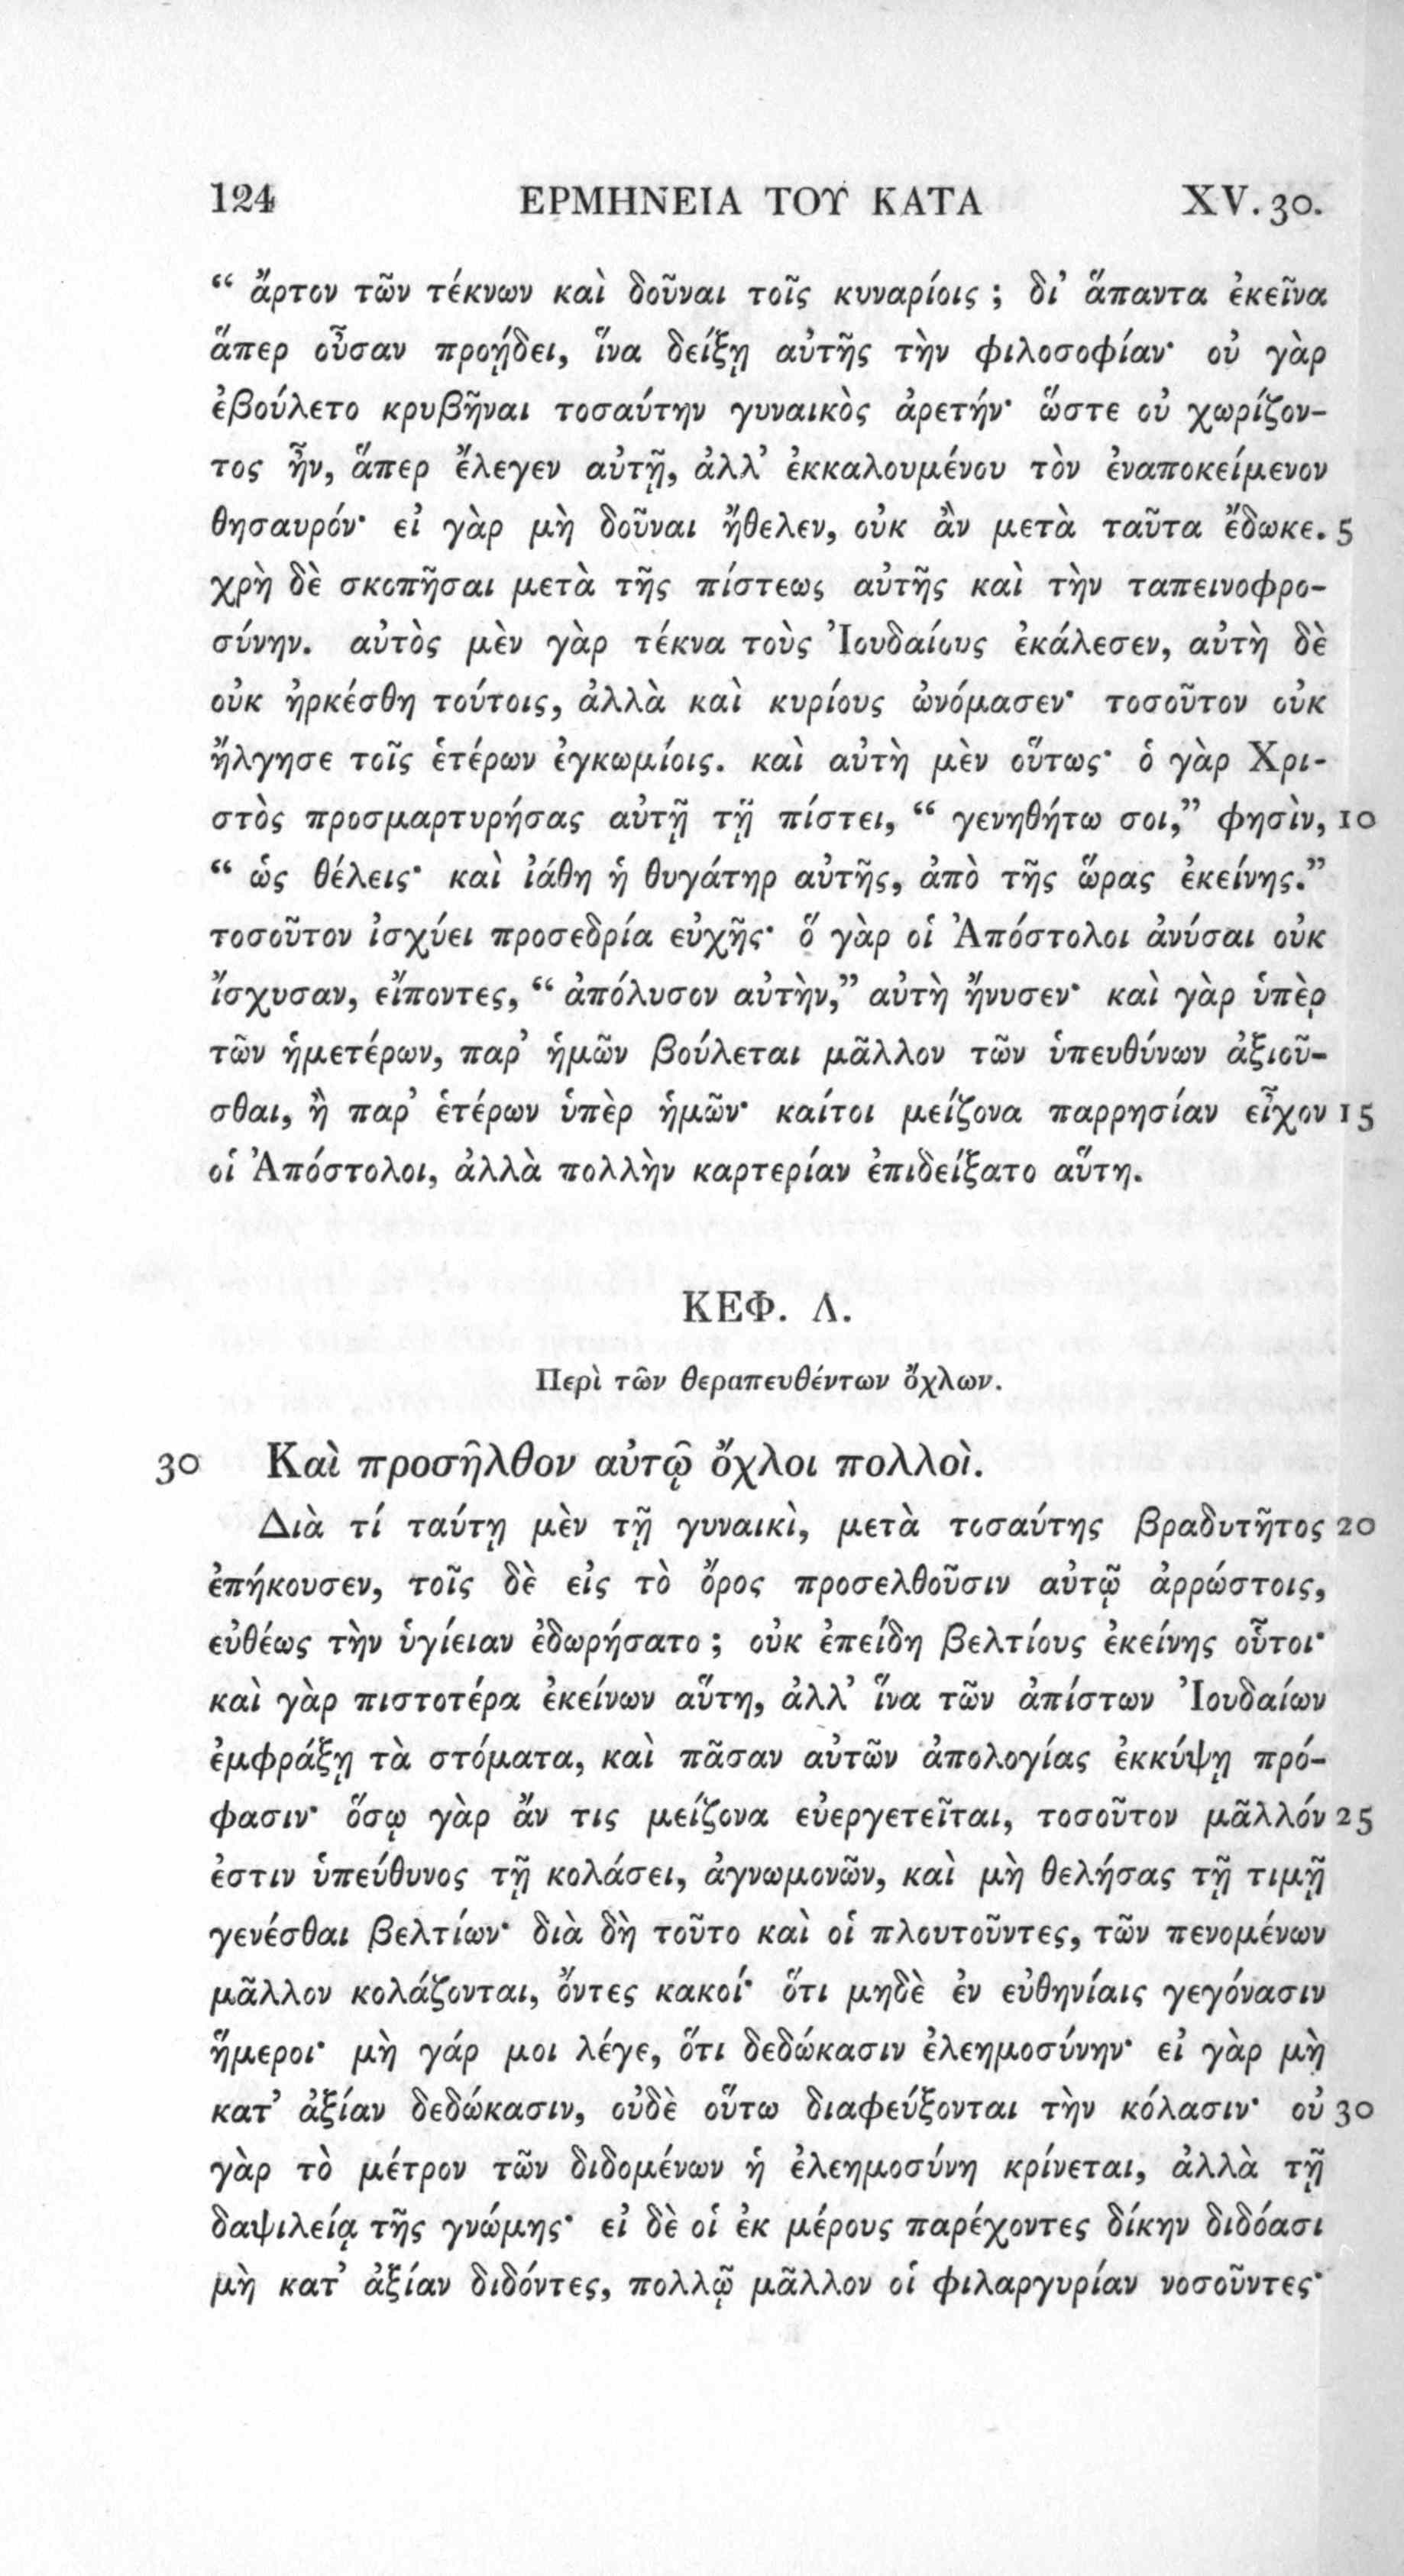 124 ΕΡΜΗΝΕΙΑ ΤΟΥ ΚΑΤΑ XV. 30.
“ ἄρτον τῶν τέκνων καὶ δοῦναι τοῖς κυναρίοις ; δι’ ἅπαντα ἐκεῖνα
ἅπερ οὖσαν προῄδει, ἵνα δείξῃ αὐτῆς τὴν φιλοσοφίαν· οὐ γὰρ
ἐβούλετο κρυβῆναι τοσαύτην γυναικὸς ἀρετήν· ὥστε οὐ χωρίζον-
τος ἦν, ἅπερ ἔλεγεν αὐτῇ, ἀλλ’ ἐκκαλουμένου τὸν ἐναποκείμενον
θησαυρόν· εἰ γὰρ μὴ δοῦναι ἤθελεν, οὐκ ἂν μετὰ ταῦτα ἔδωκε. 5
χρὴ δὲ σκοπῆσαι μετὰ τῆς πίστεως αὐτῆς καὶ τὴν ταπεινοφρο-
σύνην. αὐτὸς μὲν γὰρ τέκνα τοὺς Ἰουδαίους ἐκάλεσεν, αὐτὴ δὲ
οὐκ ἠρκέσθη τούτοις, ἀλλὰ καὶ κυρίους ὠνόμασεν· τοσοῦτον οὐκ
ἤλγησε τοῖς ἑτέρων ἐγκωμίοις. καὶ αὐτὴ μὲν οὕτως· ὁ γὰρ Χρι-
στὸς προσμαρτυρήσας αὐτῇ τῇ πίστει, “ γενηθήτω σοι,” φησὶν, 10
“ ὡς θέλεις· καὶ ἰάθη ἡ θυγάτηρ αὐτῆς, ἀπὸ τῆς ὥρας ἐκείνης.”
τοσοῦτον ἰσχύει προσεδρία εὐχῆς· ὅ γὰρ οἱ Ἀπόστολοι ἀνύσαι οὐκ
ἴσχυσαν, εἴποντες, “ ἀπόλυσον αὐτὴν,” αὐτὴ ἤνυσεν· καὶ γὰρ ὑπὲρ
τῶν ἡμετέρων, παρ’ ἡμῶν βούλεται μᾶλλον τῶν ὑπευθύνων ἀξιοῦ-
σθαι, ἢ παρ’ ἑτέρων ὑπὲρ ἡμῶν· καίτοι μείζονα παρρησίαν εἶχον 15
οἱ Ἀπόστολοι, ἀλλὰ πολλὴν καρτερίαν ἐπιδείξατο αὕτη.
ΚΕΦ. Λ.
Περὶ τῶν θεραπευθέντων ὄχλων.
30 Καὶ προσῆλθον αὐτῷ ὄχλοι πολλοὶ.
Διὰ τί ταύτῃ μὲν τῇ γυναικὶ, μετὰ τοσαύτης βραδυτῆτος 20
ἐπήκουσεν, τοῖς δὲ εἰς τὸ ὄρος προσελθοῦσιν αὐτῷ ἀρρώστοις,
εὐθέως τὴν ὑγίειαν ἐδωρήσατο ; οὐκ ἐπείδη βελτίους ἐκείνης οὗτοι·
καὶ γὰρ πιστοτέρα ἐκείνων αὕτη, ἀλλ’ ἵνα τῶν ἀπίστων Ἰουδαίων
ἐμφράξῃ τὰ στόματα, καὶ πᾶσαν αὐτῶν ἀπολογίας ἐκκύψῃ πρό-
φασιν· ὅσῳ γὰρ ἄν τις μείζονα εὐεργετεῖται, τοσοῦτον μᾶλλόν 25
ἐστιν ὑπεύθυνος τῇ κολάσει, ἀγνωμονῶν, καὶ μὴ θελήσας τῇ τιμῇ
γενέσθαι βελτίων· διὰ δὴ τοῦτο καὶ οἱ πλουτοῦντες, τῶν πενομένων
μᾶλλον κολάζονται, ὄντες κακοί· ὅτι μηδὲ ἐν εὐθηνίαις γεγόνασιν
ἥμεροι· μὴ γάρ μοι λέγε, ὅτι δεδώκασιν ἐλεημοσύνην· εἰ γὰρ μὴ
κατ’ ἀξίαν δεδώκασιν, οὐδὲ οὕτω διαφεύξονται τὴν κόλασιν· οὐ 30
γὰρ τὸ μέτρον τῶν διδομένων ἡ ἐλεημοσύνη κρίνεται, ἀλλὰ τῇ
δαψιλείᾳ τῆς γνώμης· εἰ δὲ οἱ ἐκ μέρους παρέχοντες δίκην διδόασι
μὴ κατ’ ἀξίαν διδόντες, πολλῷ μᾶλλον οἱ φιλαργυρίαν νοσοῦντες·